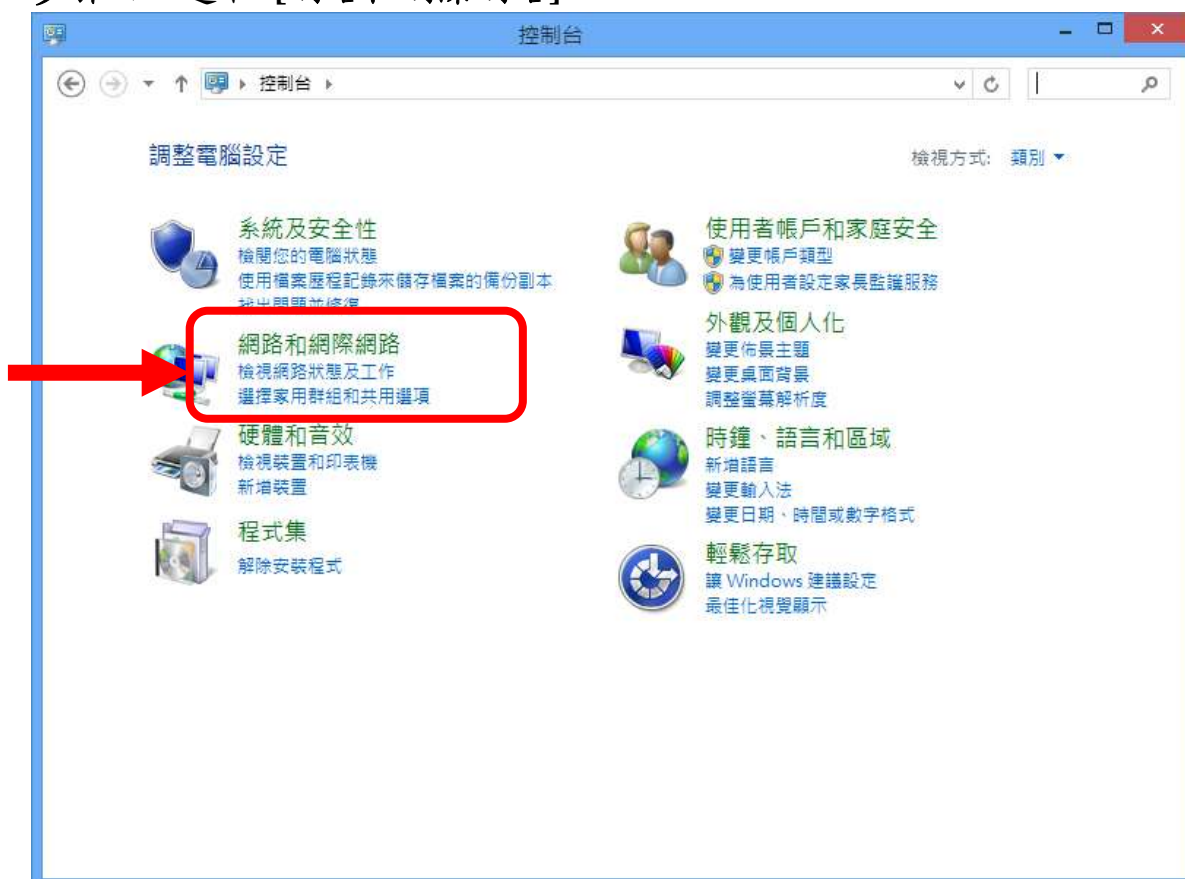 控制台
控制台
調整電腦設定
檢視方式: 類別
系統及安全性
檢閱您的電腦狀態
使用檔案歷程記錄來儲存檔案的備份副本
找出問題並修復
網路和網際網路
檢視網路狀態及工作
選擇家用群組和共用選項
硬體和音效
檢視裝置和印表機
新增裝置
程式集
解除安裝程式
使用者帳戶和家庭安全
變更帳戶類型
為使用者設定家長監護服務
外觀及個人化
變更佈景主題
變更桌面背景
調整螢幕解析度
時鐘、語言和區域
新增語言
變更輸入法
變更日期、時間或數字格式
輕鬆存取
讓 Windows 建議設定
最佳化視覺顯示